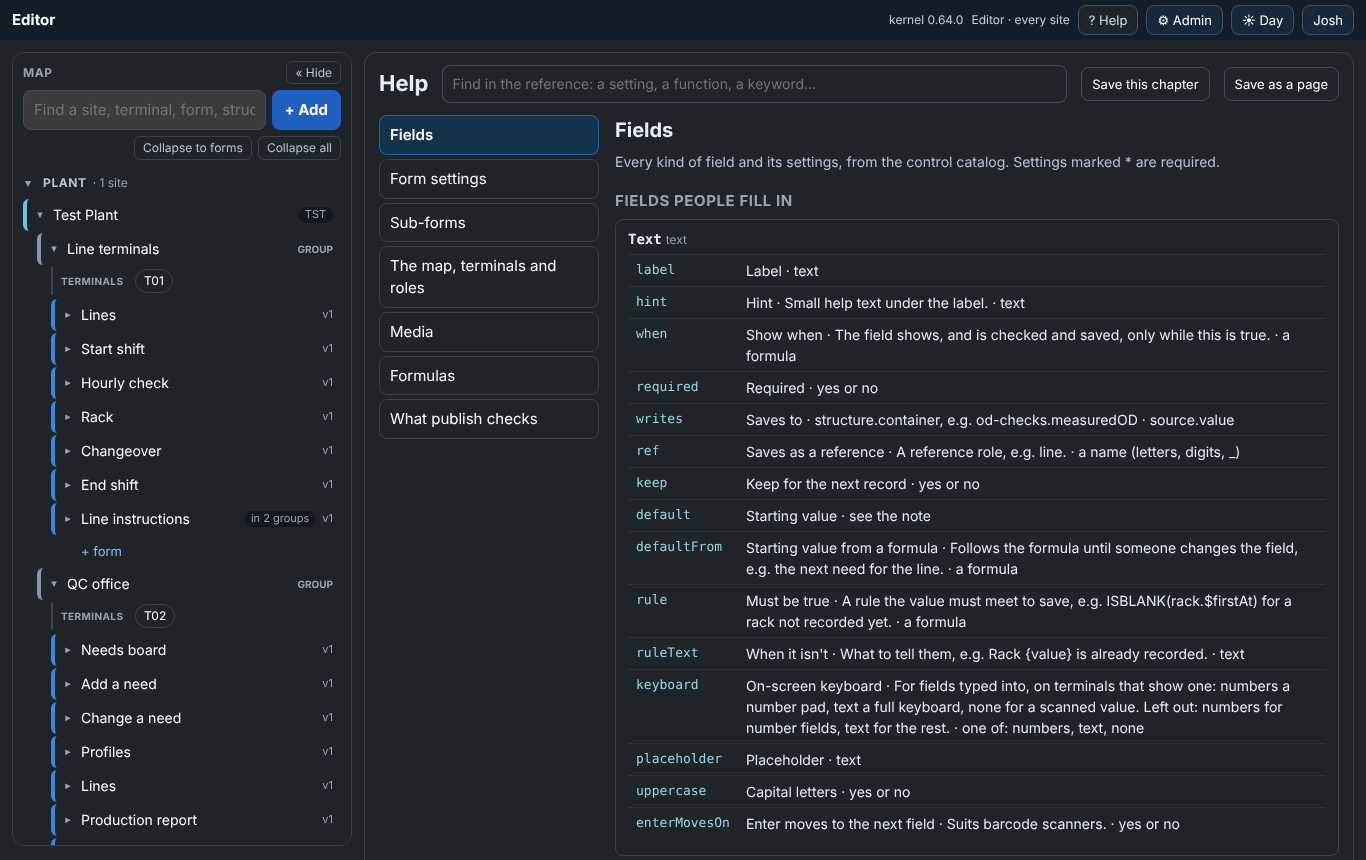 Editor
kernel 0.64.0 Editor · every site ? Help ⚙ Admin ☀ Day Josh
MAP
« Hide
Find a site, terminal, form, struc
+ Add
Collapse to forms
Collapse all
▾ PLANT · 1 site
▾ Test Plant TST
▾ Line terminals GROUP
TERMINALS T01
▸ Lines v1
▸ Start shift v1
▸ Hourly check v1
▸ Rack v1
▸ Changeover v1
▸ End shift v1
▸ Line instructions in 2 groups v1
+ form
▾ QC office GROUP
TERMINALS T02
▸ Needs board v1
▸ Add a need v1
▸ Change a need v1
▸ Profiles v1
▸ Lines v1
▸ Production report v1
Help
Find in the reference: a setting, a function, a keyword...
Save this chapter
Save as a page
Fields
Form settings
Sub-forms
The map, terminals and
roles
Media
Formulas
What publish checks
Fields
Every kind of field and its settings, from the control catalog. Settings marked * are required.
FIELDS PEOPLE FILL IN
Text text
label Label · text
hint Hint · Small help text under the label. · text
when Show when · The field shows, and is checked and saved, only while this is true. · a
formula
required Required · yes or no
writes Saves to · structure.container, e.g. od-checks.measuredOD · source.value
ref Saves as a reference · A reference role, e.g. line. · a name (letters, digits, _)
keep Keep for the next record · yes or no
default Starting value · see the note
defaultFrom Starting value from a formula · Follows the formula until someone changes the field,
e.g. the next need for the line. · a formula
rule Must be true · A rule the value must meet to save, e.g. ISBLANK(rack.$firstAt) for a
rack not recorded yet. · a formula
ruleText When it isn't · What to tell them, e.g. Rack {value} is already recorded. · text
keyboard On-screen keyboard · For fields typed into, on terminals that show one: numbers a
number pad, text a full keyboard, none for a scanned value. Left out: numbers for
number fields, text for the rest. · one of: numbers, text, none
placeholder Placeholder · text
uppercase Capital letters · yes or no
enterMovesOn Enter moves to the next field · Suits barcode scanners. · yes or no